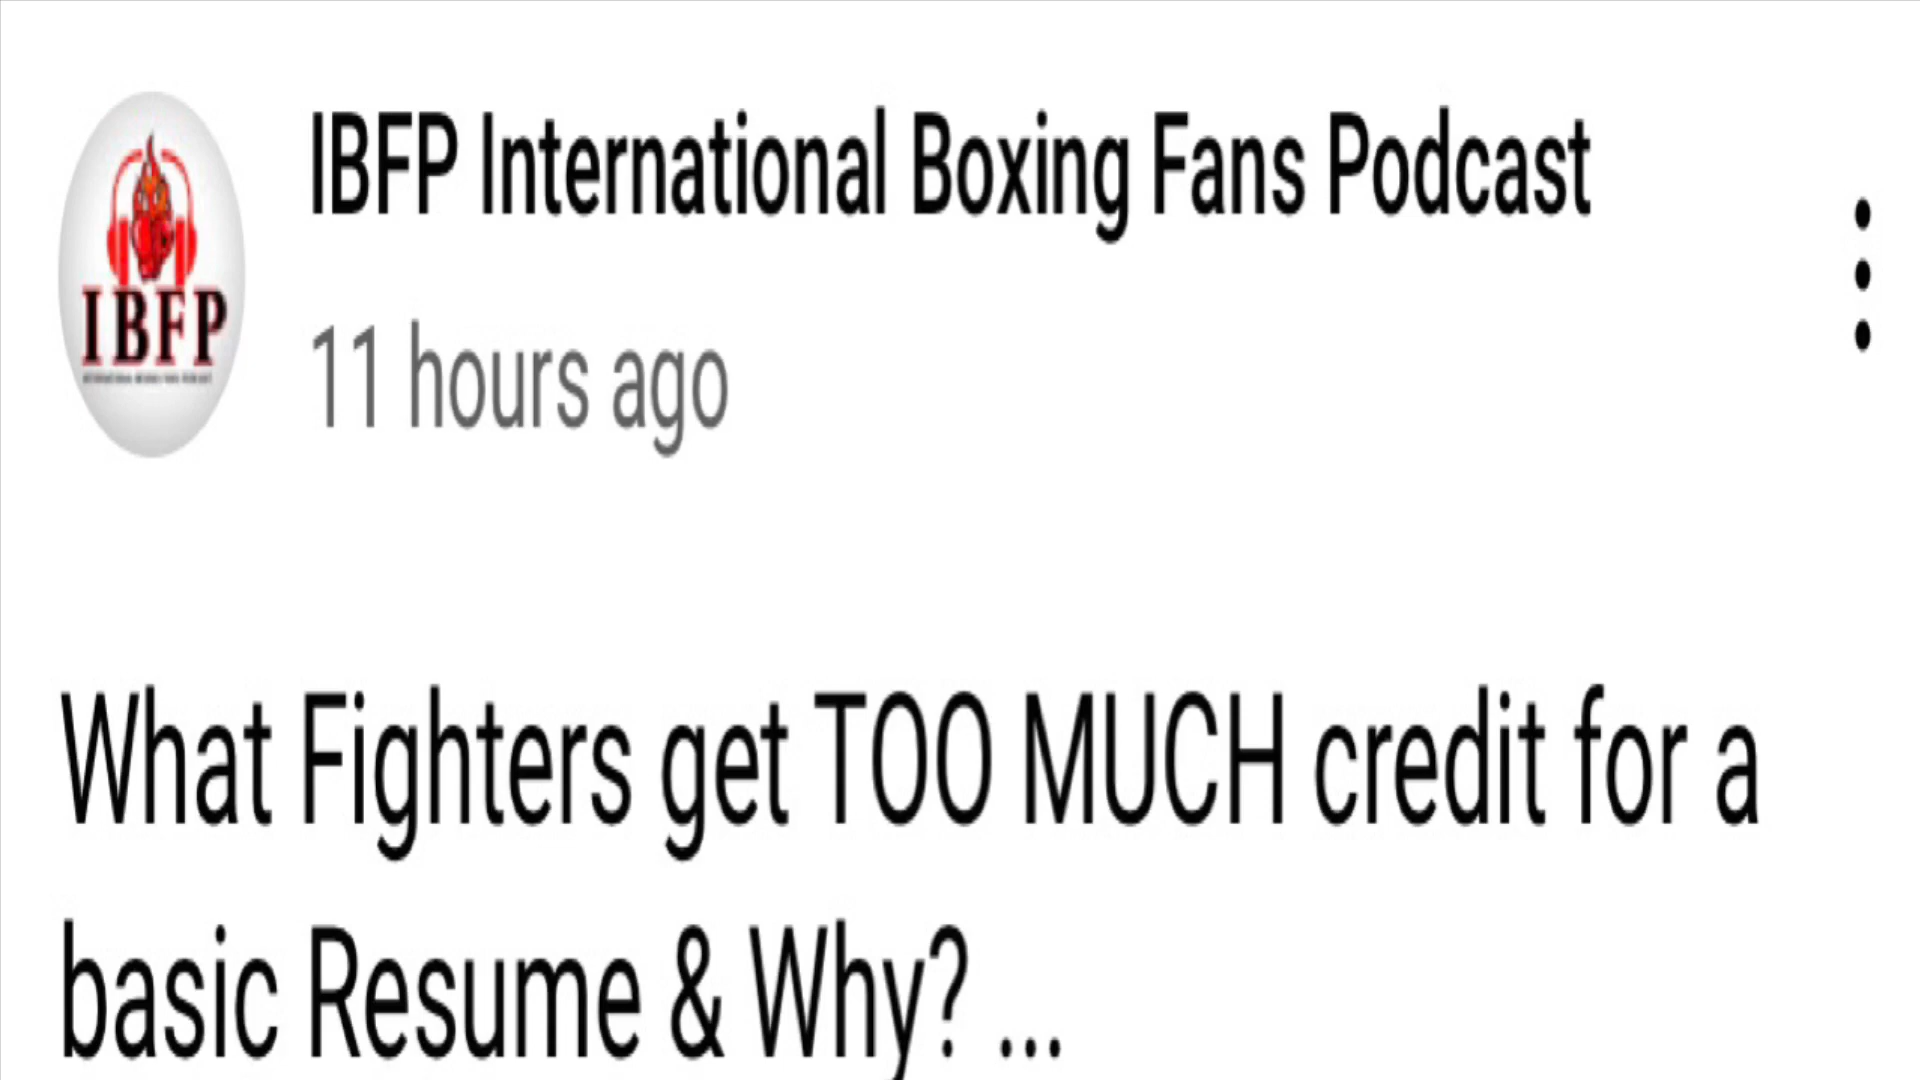 IBFP International Boxing Fans Podcast
11 hours ago
IBFP
What Fighters get TOO MUCH credit for a
basic Resume & Why? ...